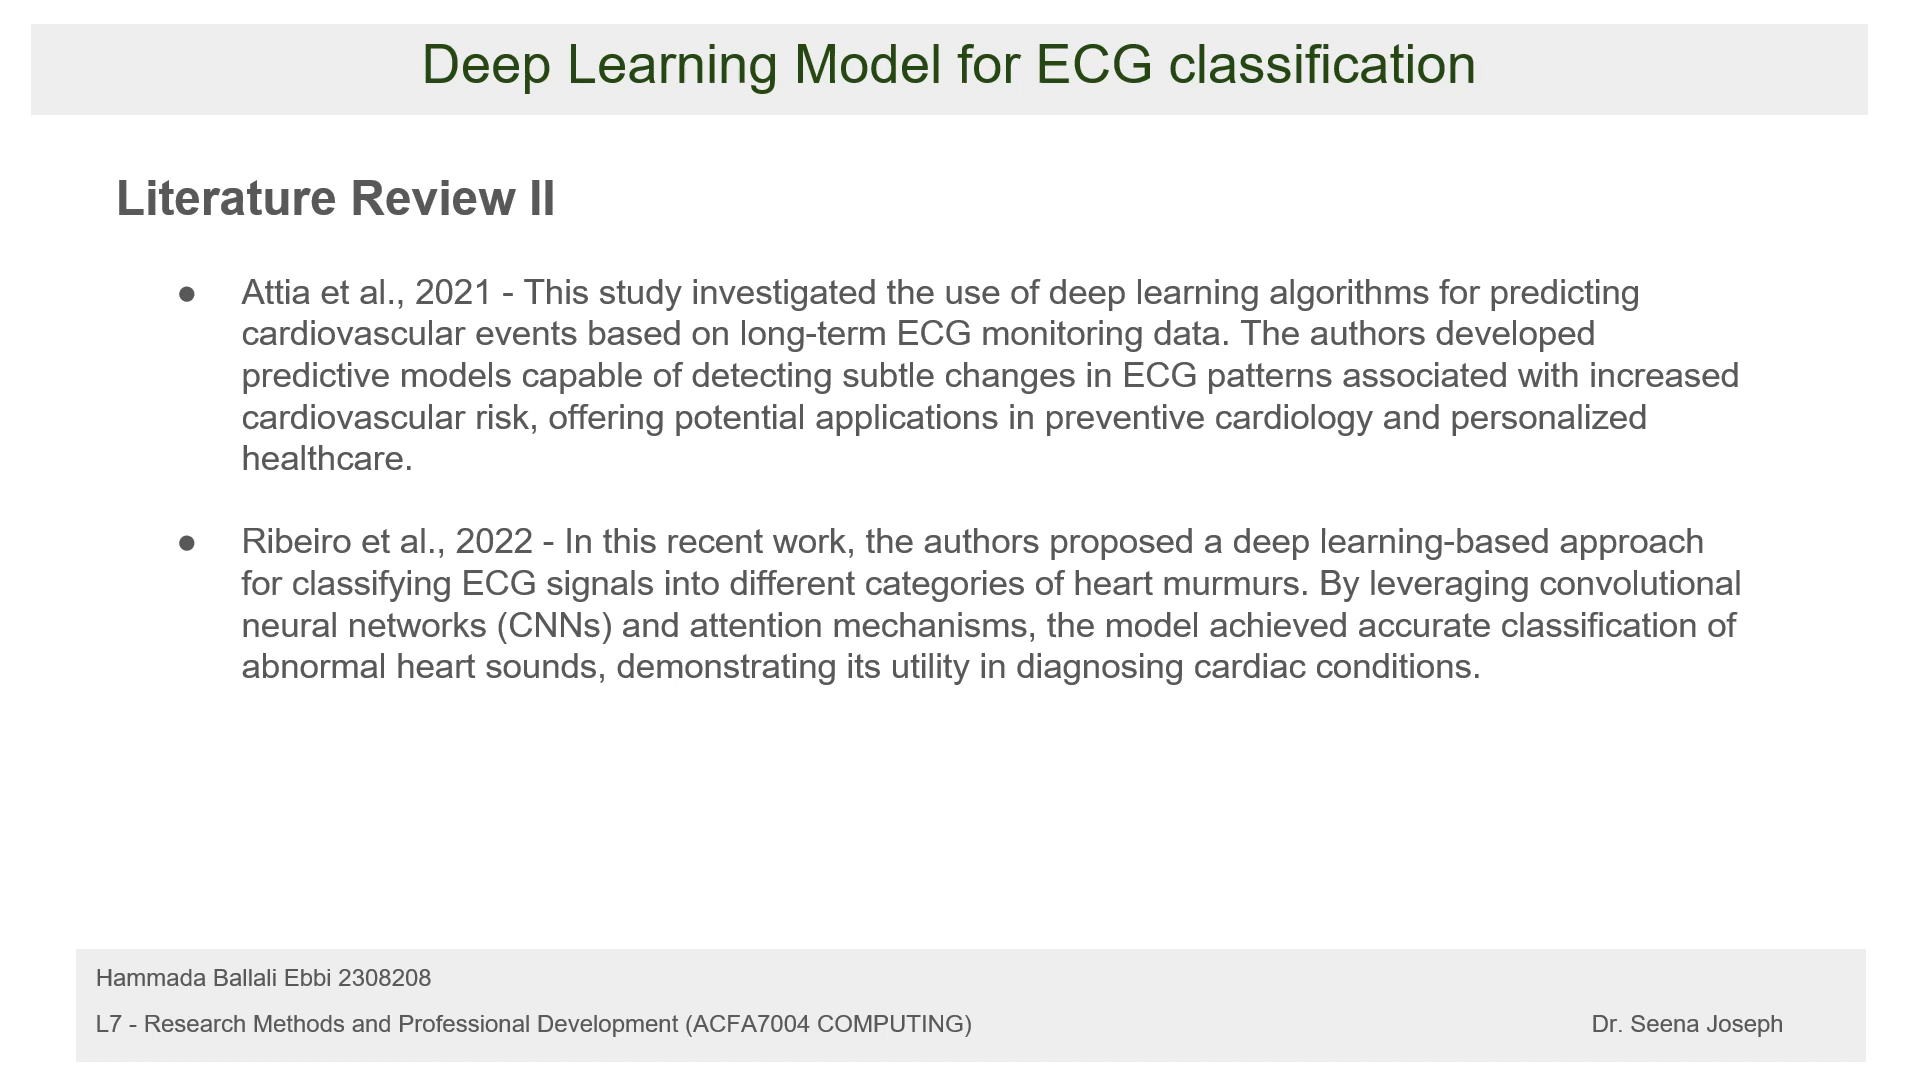 Deep Learning Model for ECG classification
Literature Review II
● Attia et al., 2021 - This study investigated the use of deep learning algorithms for predicting
cardiovascular events based on long-term ECG monitoring data. The authors developed
predictive models capable of detecting subtle changes in ECG patterns associated with increased
cardiovascular risk, offering potential applications in preventive cardiology and personalized
healthcare.
● Ribeiro et al., 2022 - In this recent work, the authors proposed a deep learning-based approach
for classifying ECG signals into different categories of heart murmurs. By leveraging convolutional
neural networks (CNNs) and attention mechanisms, the model achieved accurate classification of
abnormal heart sounds, demonstrating its utility in diagnosing cardiac conditions.
Hammada Ballali Ebbi 2308208
L7 - Research Methods and Professional Development (ACFA7004 COMPUTING) Dr. Seena Joseph